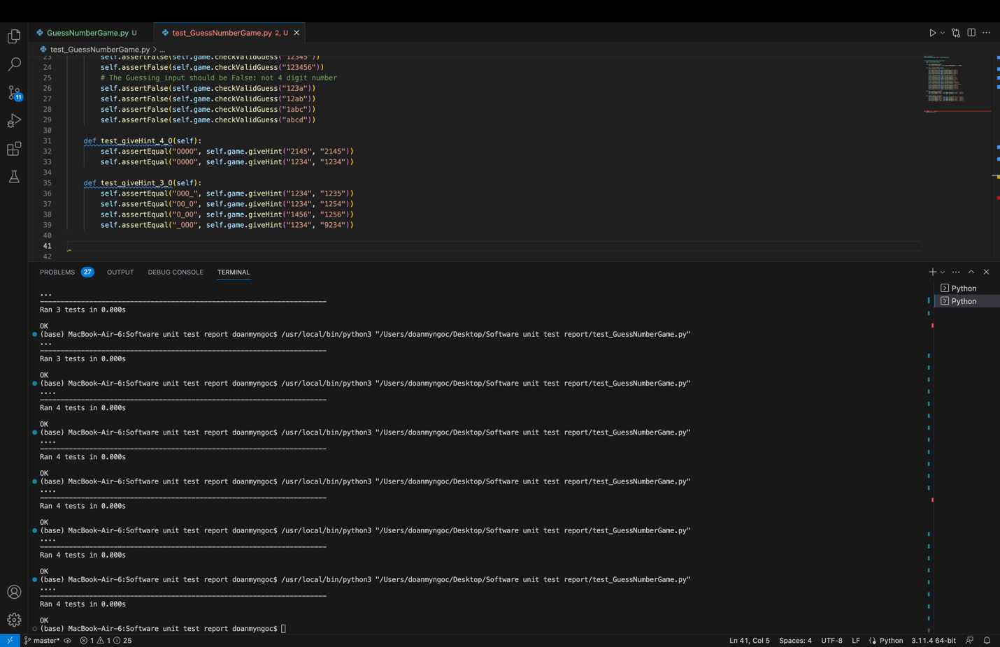 GuessNumberGame.py U
test_GuessNumberGame.py 2, U
test_GuessNumberGame.py > ...
23 self.assertFalse(self.game.checkValidGuess("12345"))
24 self.assertFalse(self.game.checkValidGuess("123456"))
25 # The Guessing input should be False: not 4 digit number
26 self.assertFalse(self.game.checkValidGuess("123a"))
27 self.assertFalse(self.game.checkValidGuess("12ab"))
28 self.assertFalse(self.game.checkValidGuess("1abc"))
29 self.assertFalse(self.game.checkValidGuess("abcd"))
30
31 def test_giveHint_4_O(self):
32 self.assertEqual("OOOO", self.game.giveHint("2145", "2145"))
33 self.assertEqual("OOOO", self.game.giveHint("1234", "1234"))
34
35 def test_giveHint_3_O(self):
36 self.assertEqual("OOO_", self.game.giveHint("1234", "1235"))
37 self.assertEqual("OO_O", self.game.giveHint("1234", "1254"))
38 self.assertEqual("O_OO", self.game.giveHint("1456", "1256"))
39 self.assertEqual("_OOO", self.game.giveHint("1234", "9234"))
40
41
42
PROBLEMS 27 OUTPUT DEBUG CONSOLE TERMINAL
Python
Python
...
----------------------------------------------------------------------
Ran 3 tests in 0.000s
OK
(base) MacBook-Air-6:Software unit test report doanmyngoc$ /usr/local/bin/python3 "/Users/doanmyngoc/Desktop/Software unit test report/test_GuessNumberGame.py"
...
----------------------------------------------------------------------
Ran 3 tests in 0.000s
OK
(base) MacBook-Air-6:Software unit test report doanmyngoc$ /usr/local/bin/python3 "/Users/doanmyngoc/Desktop/Software unit test report/test_GuessNumberGame.py"
....
----------------------------------------------------------------------
Ran 4 tests in 0.000s
OK
(base) MacBook-Air-6:Software unit test report doanmyngoc$ /usr/local/bin/python3 "/Users/doanmyngoc/Desktop/Software unit test report/test_GuessNumberGame.py"
....
----------------------------------------------------------------------
Ran 4 tests in 0.000s
OK
(base) MacBook-Air-6:Software unit test report doanmyngoc$ /usr/local/bin/python3 "/Users/doanmyngoc/Desktop/Software unit test report/test_GuessNumberGame.py"
....
----------------------------------------------------------------------
Ran 4 tests in 0.000s
OK
(base) MacBook-Air-6:Software unit test report doanmyngoc$ /usr/local/bin/python3 "/Users/doanmyngoc/Desktop/Software unit test report/test_GuessNumberGame.py"
....
----------------------------------------------------------------------
Ran 4 tests in 0.000s
OK
(base) MacBook-Air-6:Software unit test report doanmyngoc$ /usr/local/bin/python3 "/Users/doanmyngoc/Desktop/Software unit test report/test_GuessNumberGame.py"
....
----------------------------------------------------------------------
Ran 4 tests in 0.000s
OK
(base) MacBook-Air-6:Software unit test report doanmyngoc$
11
master* 1 1 25 Ln 41, Col 5 Spaces: 4 UTF-8 LF Python 3.11.4 64-bit